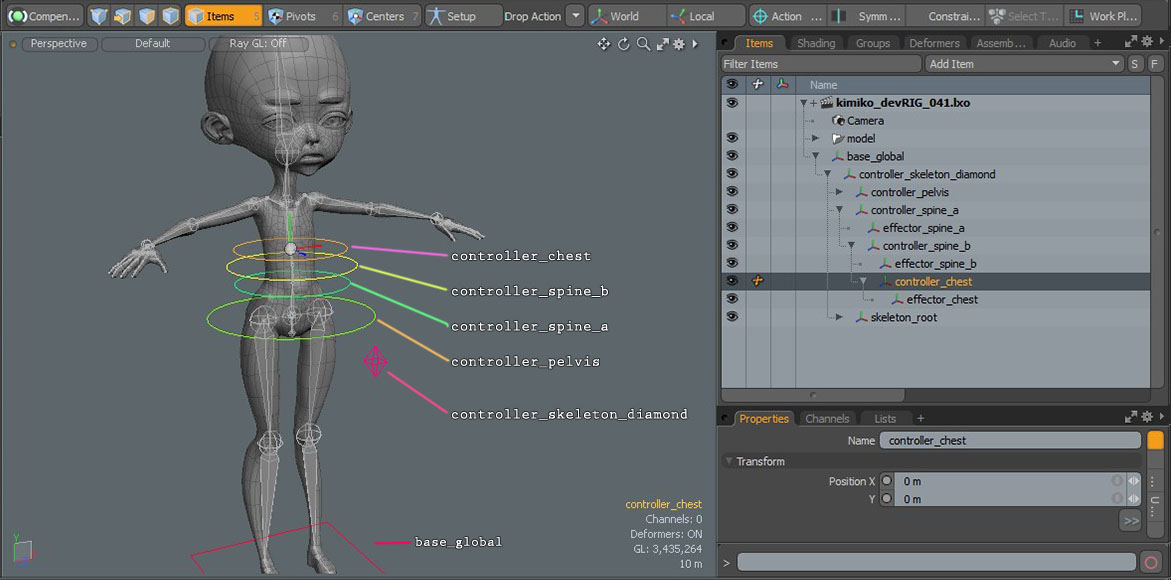 Compen... Items 5 Pivots 6 Centers 7 Setup Drop Action World Local Action ... Symm ... Constrai... Select T... Work Pl...
Perspective Default Ray GL: Off
Items Shading Groups Deformers Assemb... Audio +
Filter Items Add Item S F
Name
kimiko_devRIG_041.lxo
Camera
model
base_global
controller_skeleton_diamond
controller_pelvis
controller_spine_a
effector_spine_a
controller_spine_b
effector_spine_b
controller_chest
effector_chest
skeleton_root
controller_chest
controller_spine_b
controller_spine_a
controller_pelvis
controller_skeleton_diamond
base_global
controller_chest
Channels: 0
Deformers: ON
GL: 3,435,264
10 m
Y
Properties Channels Lists +
Name controller_chest
Transform
Position X 0 m
Y 0 m
>>
>